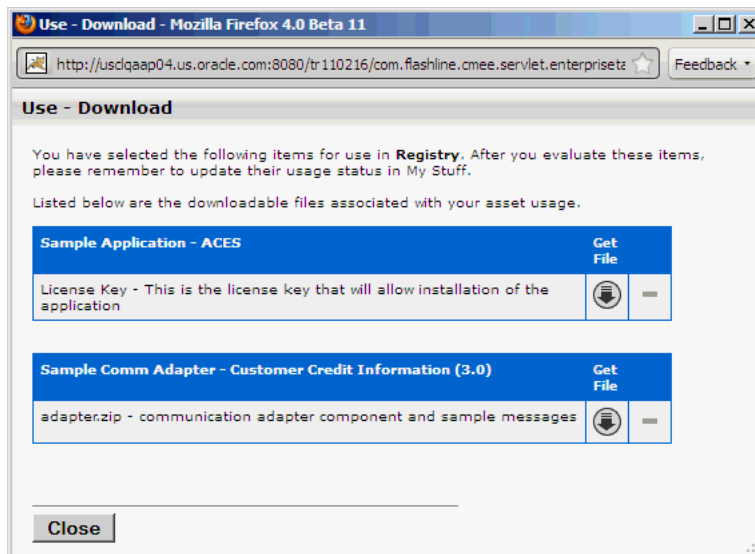 Use - Download - Mozilla Firefox 4.0 Beta 11
http://usclqaap04.us.oracle.com:8080/tr110216/com.flashline.cmee.servlet.enterpriseta
Feedback
Use - Download
You have selected the following items for use in Registry. After you evaluate these items,
please remember to update their usage status in My Stuff.
Listed below are the downloadable files associated with your asset usage.
Sample Application - ACES Get
File
License Key - This is the license key that will allow installation of the
application
Sample Comm Adapter - Customer Credit Information (3.0) Get
File
adapter.zip - communication adapter component and sample messages
Close